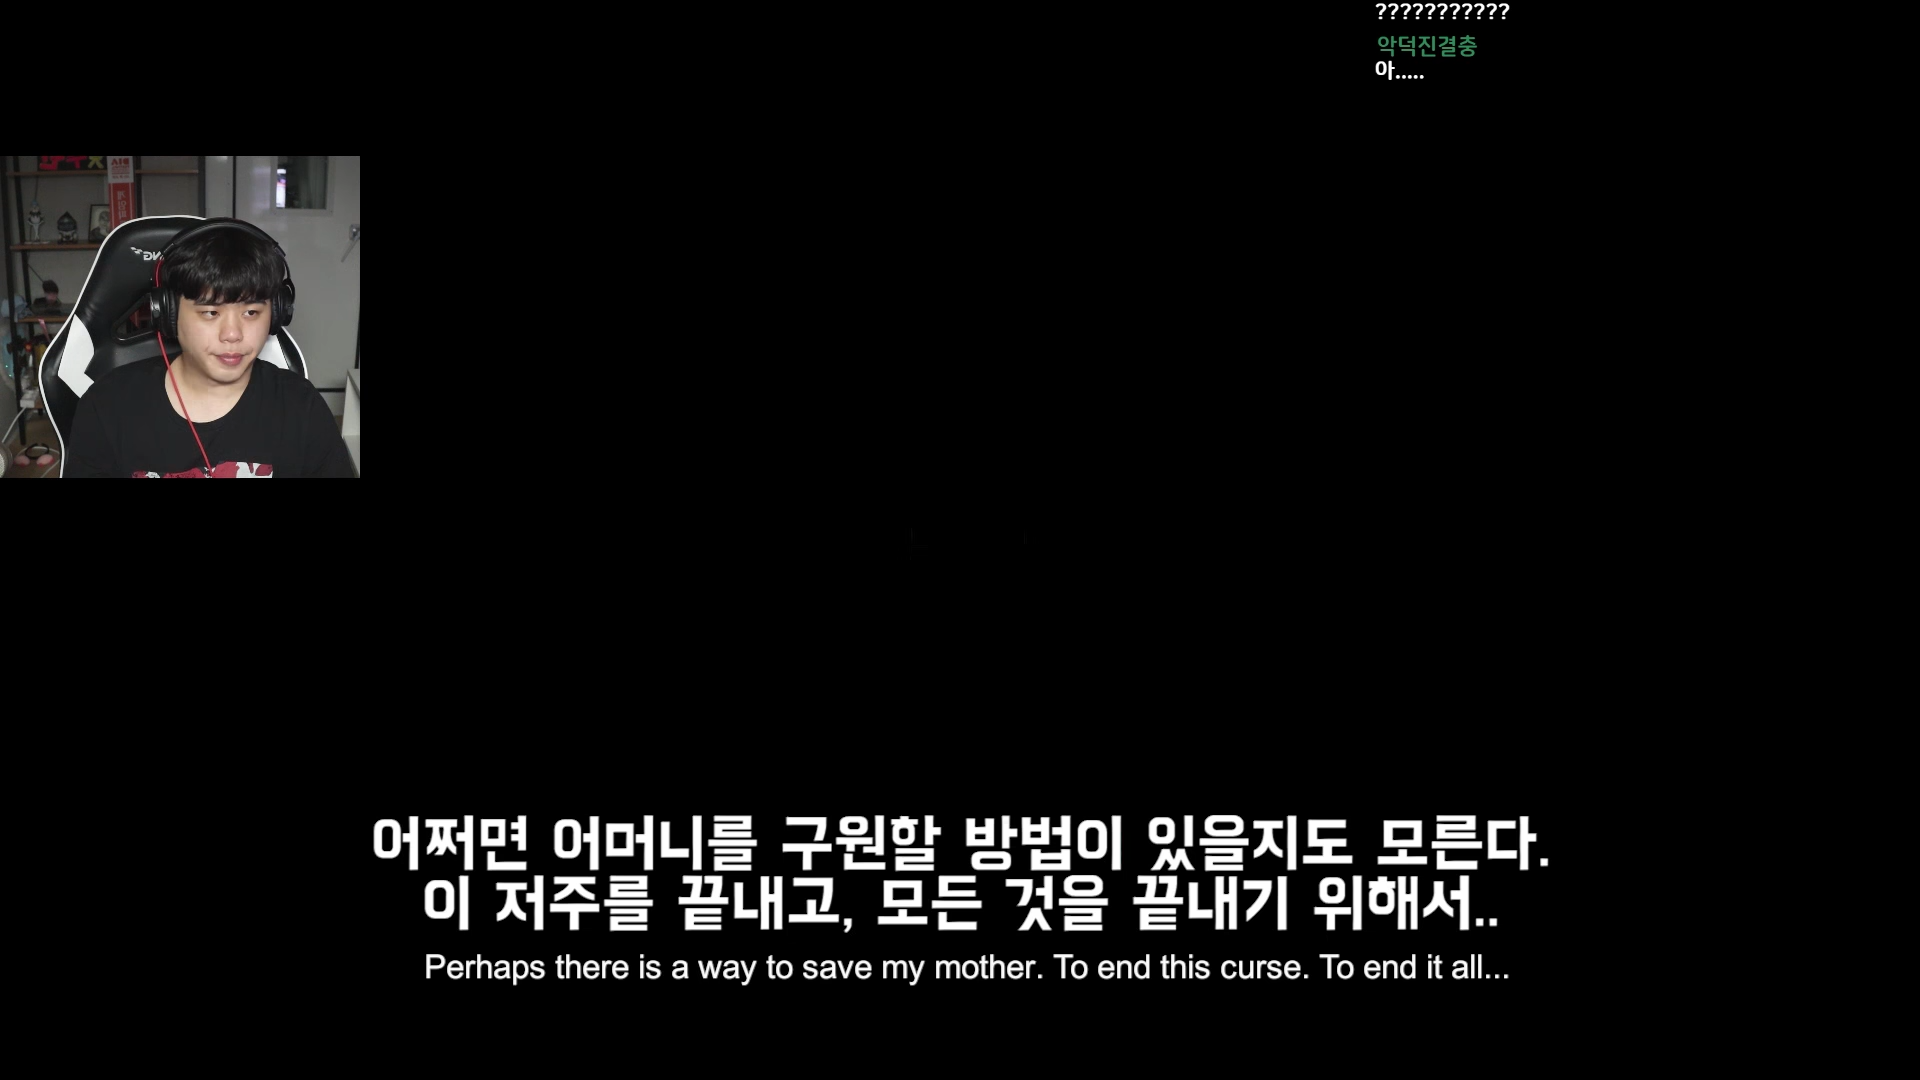 ???????????
악덕진결충
아.....
어쩌면 어머니를 구원할 방법이 있을지도 모른다.
이 저주를 끝내고, 모든 것을 끝내기 위해서..
Perhaps there is a way to save my mother. To end this curse. To end it all...